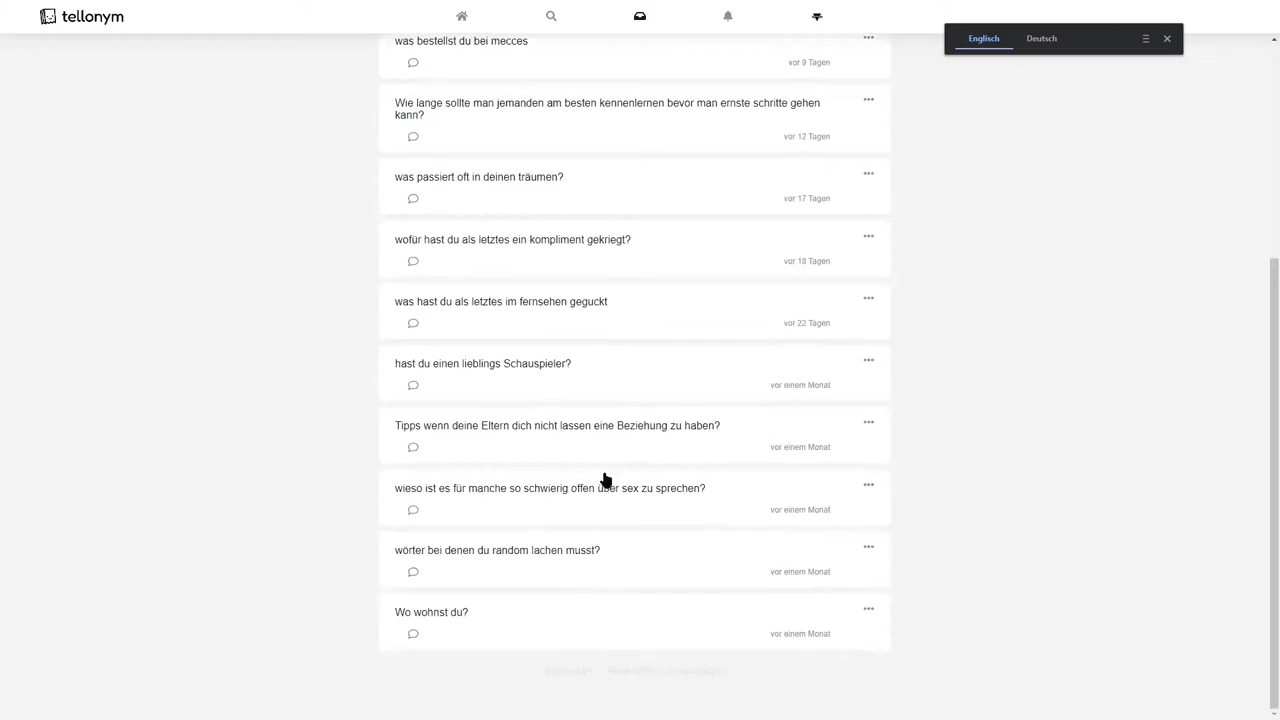 tellonym
Englisch
Deutsch
was bestellst du bei mecces
vor 9 Tagen
Wie lange sollte man jemanden am besten kennenlernen bevor man ernste schritte gehen
kann?
vor 12 Tagen
was passiert oft in deinen träumen?
vor 17 Tagen
wofür hast du als letztes ein kompliment gekriegt?
vor 18 Tagen
was hast du als letztes im fernsehen geguckt
vor 22 Tagen
hast du einen lieblings Schauspieler?
vor einem Monat
Tipps wenn deine Eltern dich nicht lassen eine Beziehung zu haben?
vor einem Monat
wieso ist es für manche so schwierig offen über sex zu sprechen?
vor einem Monat
wörter bei denen du random lachen musst?
vor einem Monat
Wo wohnst du?
vor einem Monat